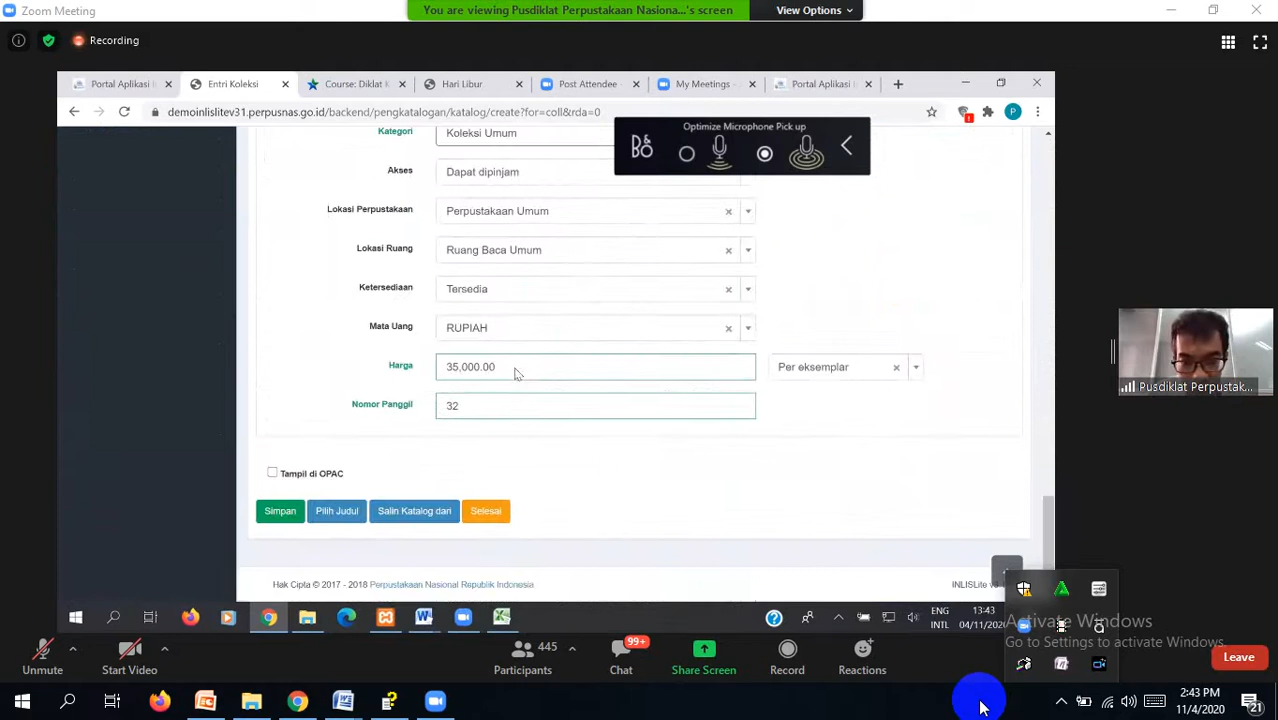 Zoom Meeting
You are viewing Pusdiklat Perpustakaan Nasiona...'s screen
View Options
Recording
Portal Aplikasi I
Entri Koleksi
Course: Diklat K
Hari Libur
Post Attendee -
My Meetings -
Portal Aplikasi I
demoinlislitev31.perpusnas.go.id/backend/pengkatalogan/katalog/create?for=coll&rda=0
P
Optimize Microphone Pick up
B&O
Kategori
Koleksi Umum
Akses
Dapat dipinjam
Lokasi Perpustakaan
Perpustakaan Umum
Lokasi Ruang
Ruang Baca Umum
Ketersediaan
Tersedia
Mata Uang
RUPIAH
Harga
35,000.00
Per eksemplar
Nomor Panggil
32
Pusdiklat Perpustak...
Tampil di OPAC
Simpan
Pilih Judul
Salin Katalog dari
Selesai
Hak Cipta © 2017 - 2018 Perpustakaan Nasional Republik Indonesia.
INLISLite v3
ENG
INTL
13:43
04/11/2020
Activate Windows
Go to Settings to activate Windows.
Unmute
Start Video
445
Participants
99+
Chat
Share Screen
Record
Reactions
Leave
2:43 PM
11/4/2020
21